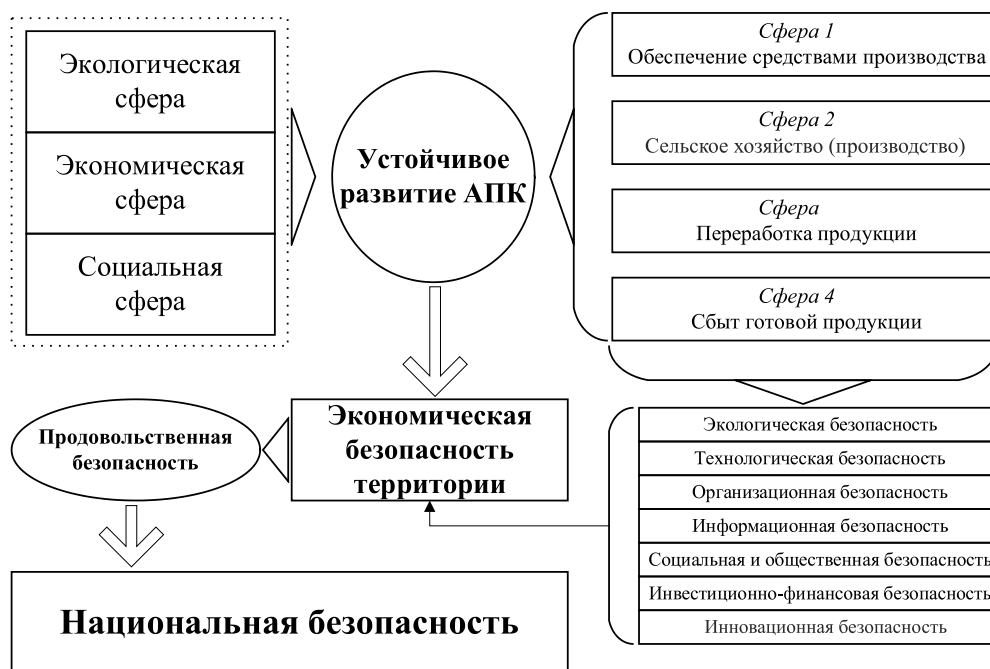 Экологическая
сфера
Экономическая
сфера
Социальная
сфера
Устойчивое
развитие АПК
Сфера 1
Обеспечение средствами производства
Сфера 2
Сельское хозяйство (производство)
Сфера
Переработка продукции
Сфера 4
Сбыт готовой продукции
Продовольственная
безопасность
Экономическая
безопасность
территории
Экологическая безопасность
Технологическая безопасность
Организационная безопасность
Информационная безопасность
Социальная и общественная безопасность
Инвестиционно-финансовая безопасность
Инновационная безопасность
Национальная безопасность